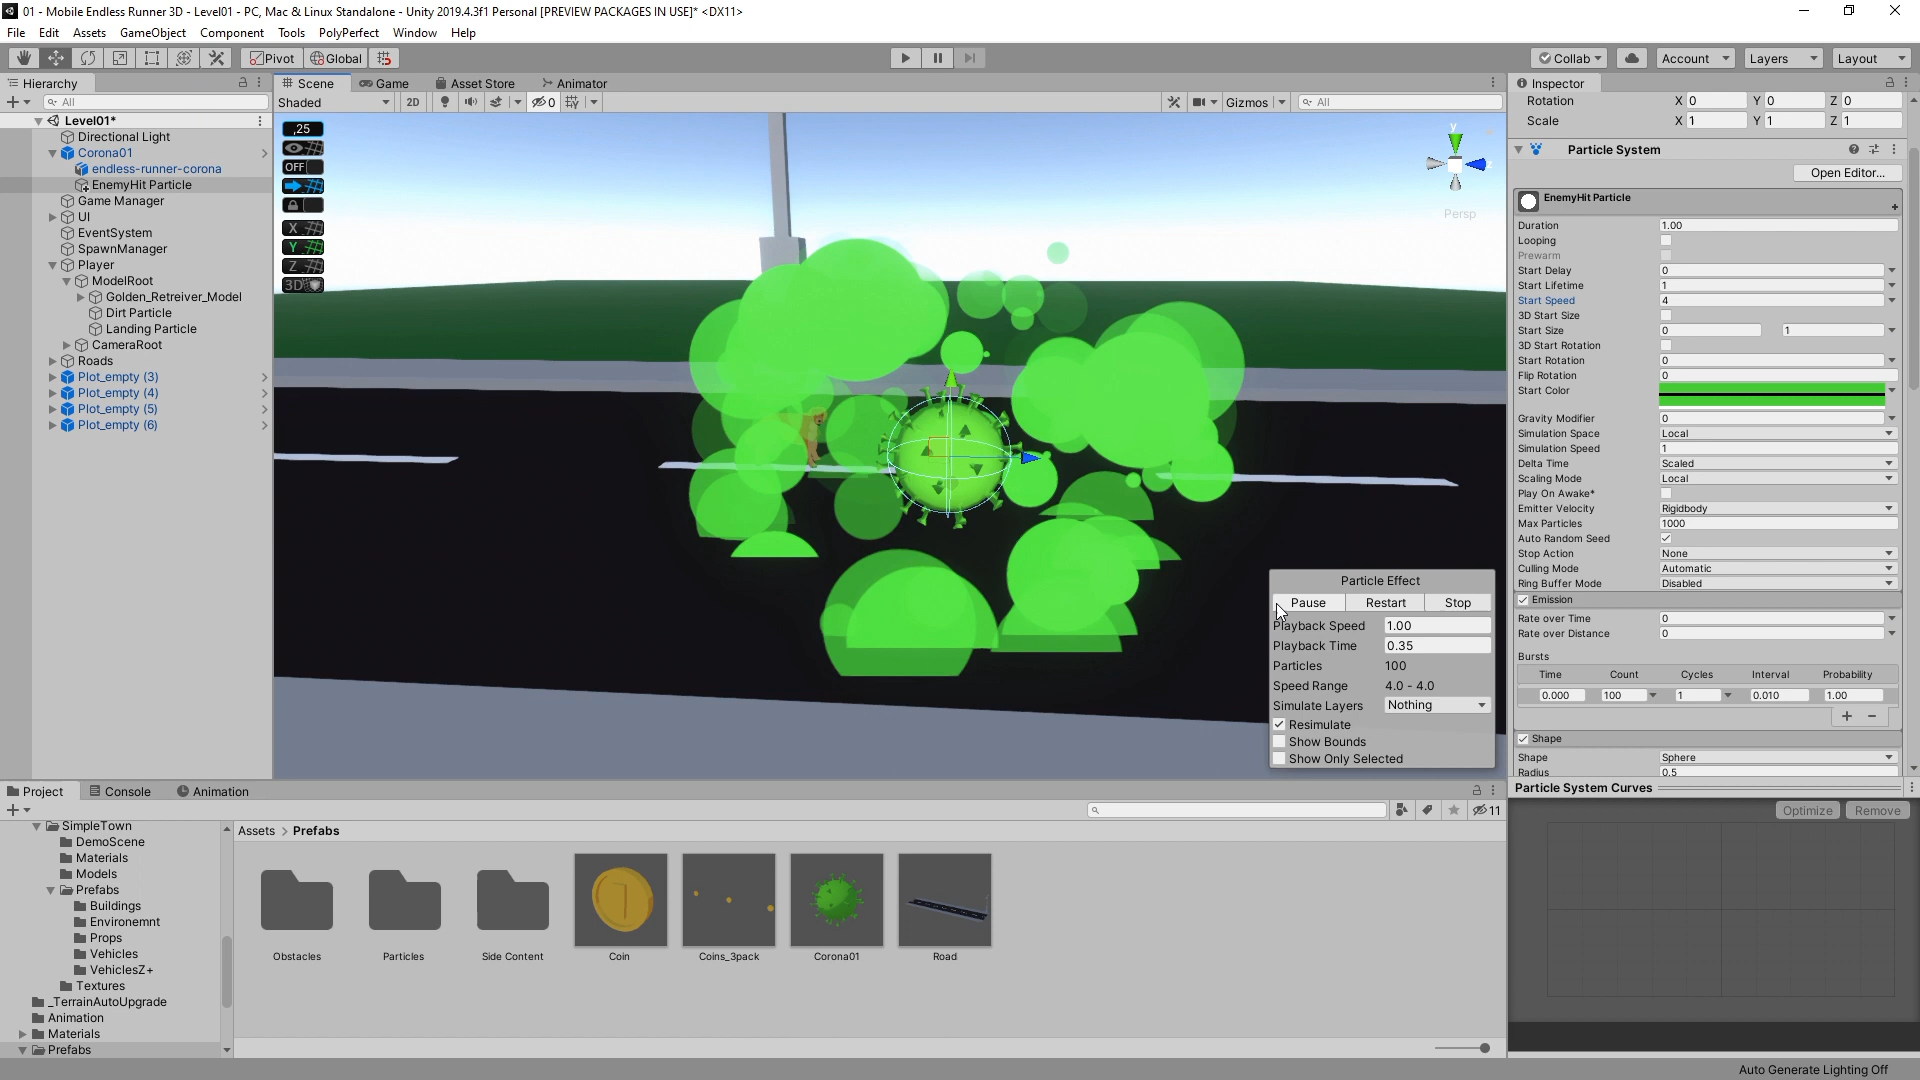 01 - Mobile Endless Runner 3D - Level01 - PC, Mac & Linux Standalone - Unity 2019.4.3f1 Personal [PREVIEW PACKAGES IN USE]* <DX11>
File Edit Assets GameObject Component Tools PolyPerfect Window Help
Pivot Global Collab Account Layers Layout
Hierarchy
All
Level01*
Directional Light
Corona01
endless-runner-corona
EnemyHit Particle
Game Manager
UI
EventSystem
SpawnManager
Player
ModelRoot
Golden_Retreiver_Model
Dirt Particle
Landing Particle
CameraRoot
Roads
Plot_empty (3)
Plot_empty (4)
Plot_empty (5)
Plot_empty (6)
Scene Game Asset Store Animator
Shaded 2D 0 Gizmos All
,25
OFF
X
Y
Z
3D
y
Persp
Particle Effect
Pause Restart Stop
Playback Speed 1.00
Playback Time 0.35
Particles 100
Speed Range 4.0 - 4.0
Simulate Layers Nothing
Resimulate
Show Bounds
Show Only Selected
Inspector
Rotation X 0 Y 0 Z 0
Scale X 1 Y 1 Z 1
Particle System
Open Editor...
EnemyHit Particle
Duration 1.00
Looping
Prewarm
Start Delay 0
Start Lifetime 1
Start Speed 4
3D Start Size
Start Size 0 1
3D Start Rotation
Start Rotation 0
Flip Rotation 0
Start Color
Gravity Modifier 0
Simulation Space Local
Simulation Speed 1
Delta Time Scaled
Scaling Mode Local
Play On Awake*
Emitter Velocity Rigidbody
Max Particles 1000
Auto Random Seed
Stop Action None
Culling Mode Automatic
Ring Buffer Mode Disabled
Emission
Rate over Time 0
Rate over Distance 0
Bursts
Time Count Cycles Interval Probability
0.000 100 1 0.010 1.00
Shape
Shape Sphere
Radius 0.5
Particle System Curves
Optimize Remove
Project Console Animation
11
SimpleTown
DemoScene
Materials
Models
Prefabs
Buildings
Environemnt
Props
Vehicles
VehiclesZ+
Textures
_TerrainAutoUpgrade
Animation
Materials
Prefabs
Assets > Prefabs
Obstacles Particles Side Content Coin Coins_3pack Corona01 Road
Auto Generate Lighting Off